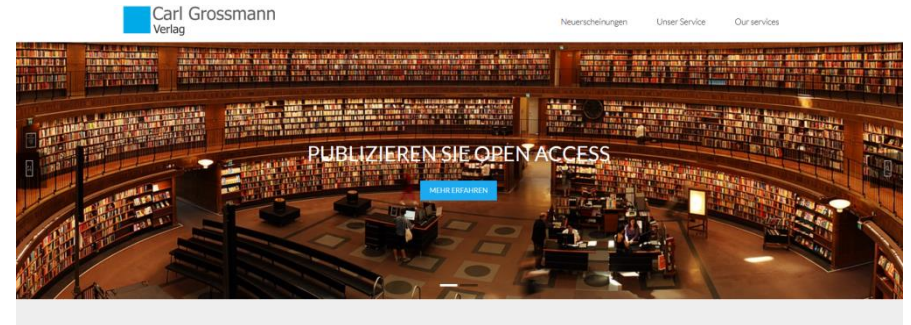 Carl Grossmann
Verlag
Neuerscheinungen Unser Service Our services
PUBLIZIEREN SIE OPEN ACCESS
MEHR ERFAHREN